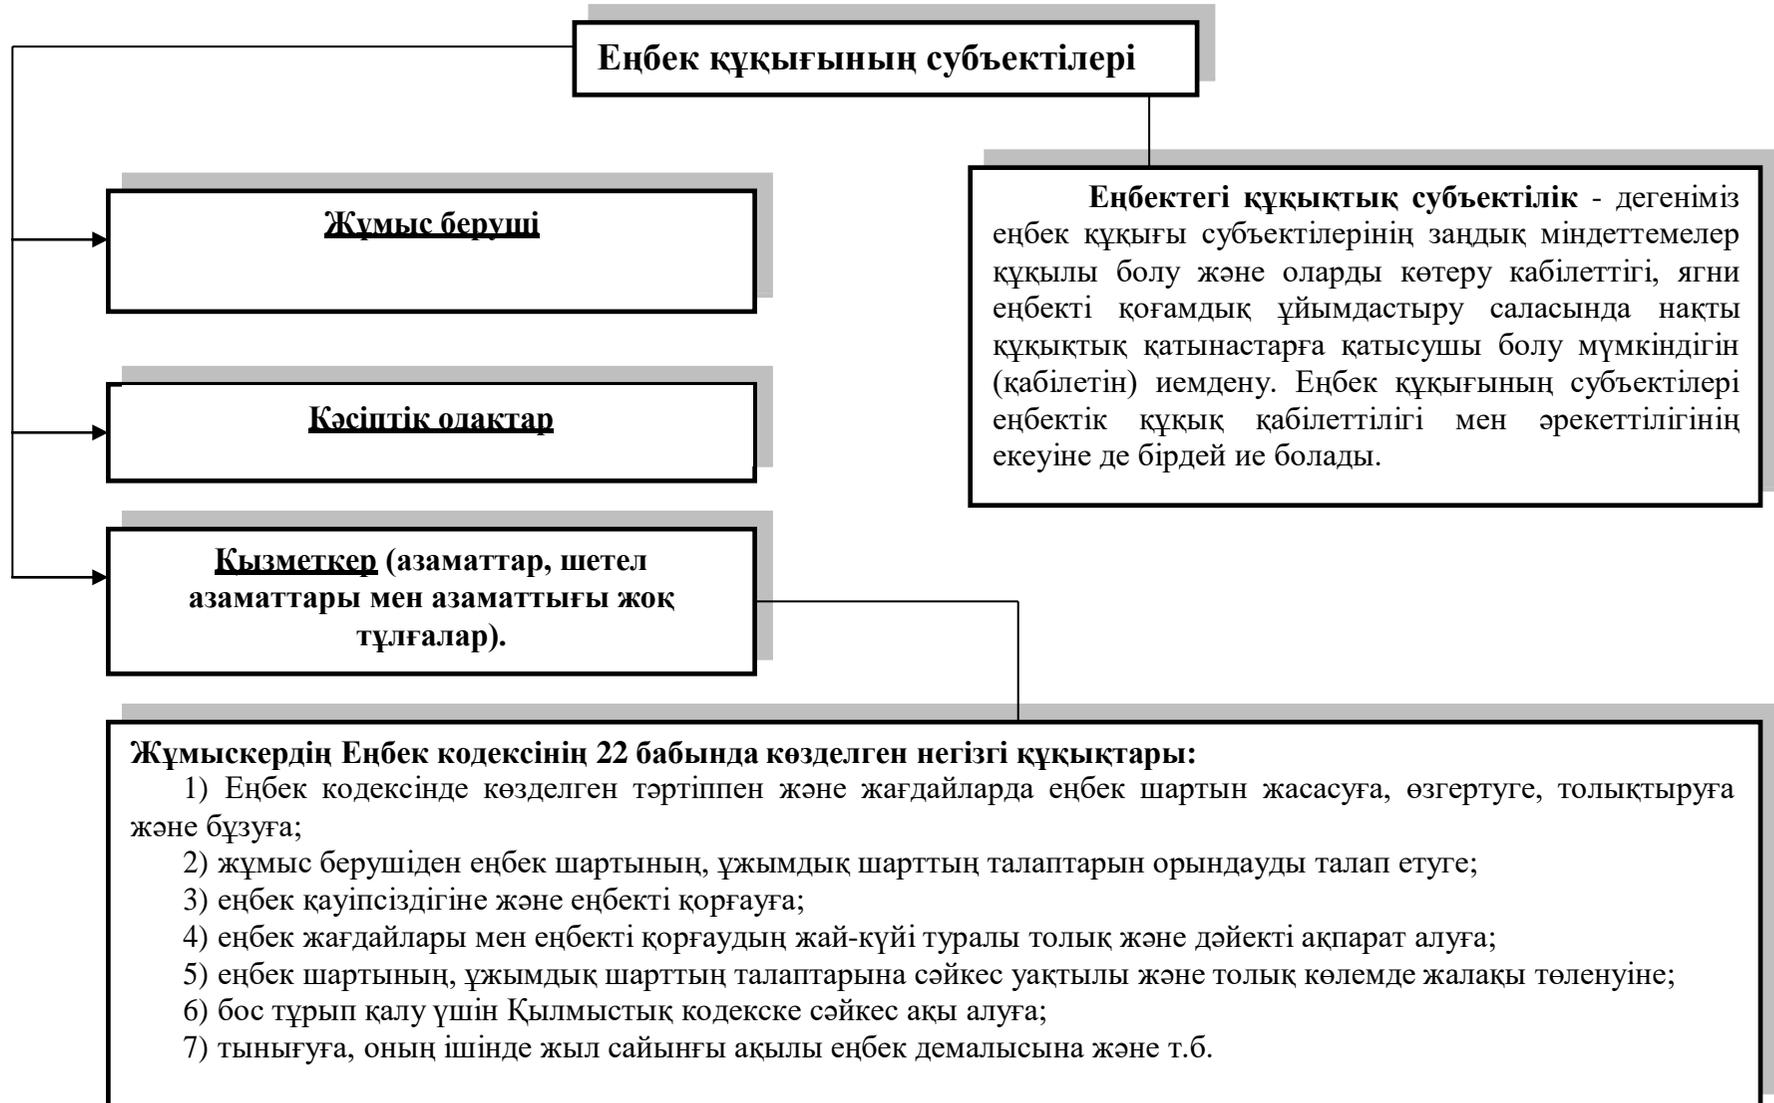 Еңбек құқығының субъектілері
Жұмыс беруші
Кәсіптік одақтар
Қызметкер (азаматтар, шетел
азаматтары мен азаматтығы жоқ
тұлғалар).
Еңбектегі құқықтық субъектілік - дегеніміз
еңбек құқығы субъектілерінің заңдық міндеттемелер
құқылы болу және оларды көтеру кабілеттігі, ягни
еңбекті қоғамдық ұйымдастыру саласында нақты
құқықтық қатынастарға қатысушы болу мүмкіндігін
(қабілетін) иемдену. Еңбек құқығының субъектілері
еңбектік құқық қабілеттілігі мен әрекеттілігінің
екеуіне де бірдей ие болады.
Жұмыскердің Еңбек кодексінің 22 бабында көзделген негізгі құқықтары:
1) Еңбек кодексінде көзделген тәртіппен және жағдайларда еңбек шартын жасасуға, өзгертуге, толықтыруға
және бұзуға;
2) жұмыс берушіден еңбек шартының, ұжымдық шарттың талаптарын орындауды талап етуге;
3) еңбек қауіпсіздігіне және еңбекті қорғауға;
4) еңбек жағдайлары мен еңбекті қорғаудың жай-күйі туралы толық және дәйекті ақпарат алуға;
5) еңбек шартының, ұжымдық шарттың талаптарына сәйкес уақтылы және толық көлемде жалақы төленуіне;
6) бос тұрып қалу үшін Қылмыстық кодекске сәйкес ақы алуға;
7) тынығуға, оның ішінде жыл сайынғы ақылы еңбек демалысына және т.б.